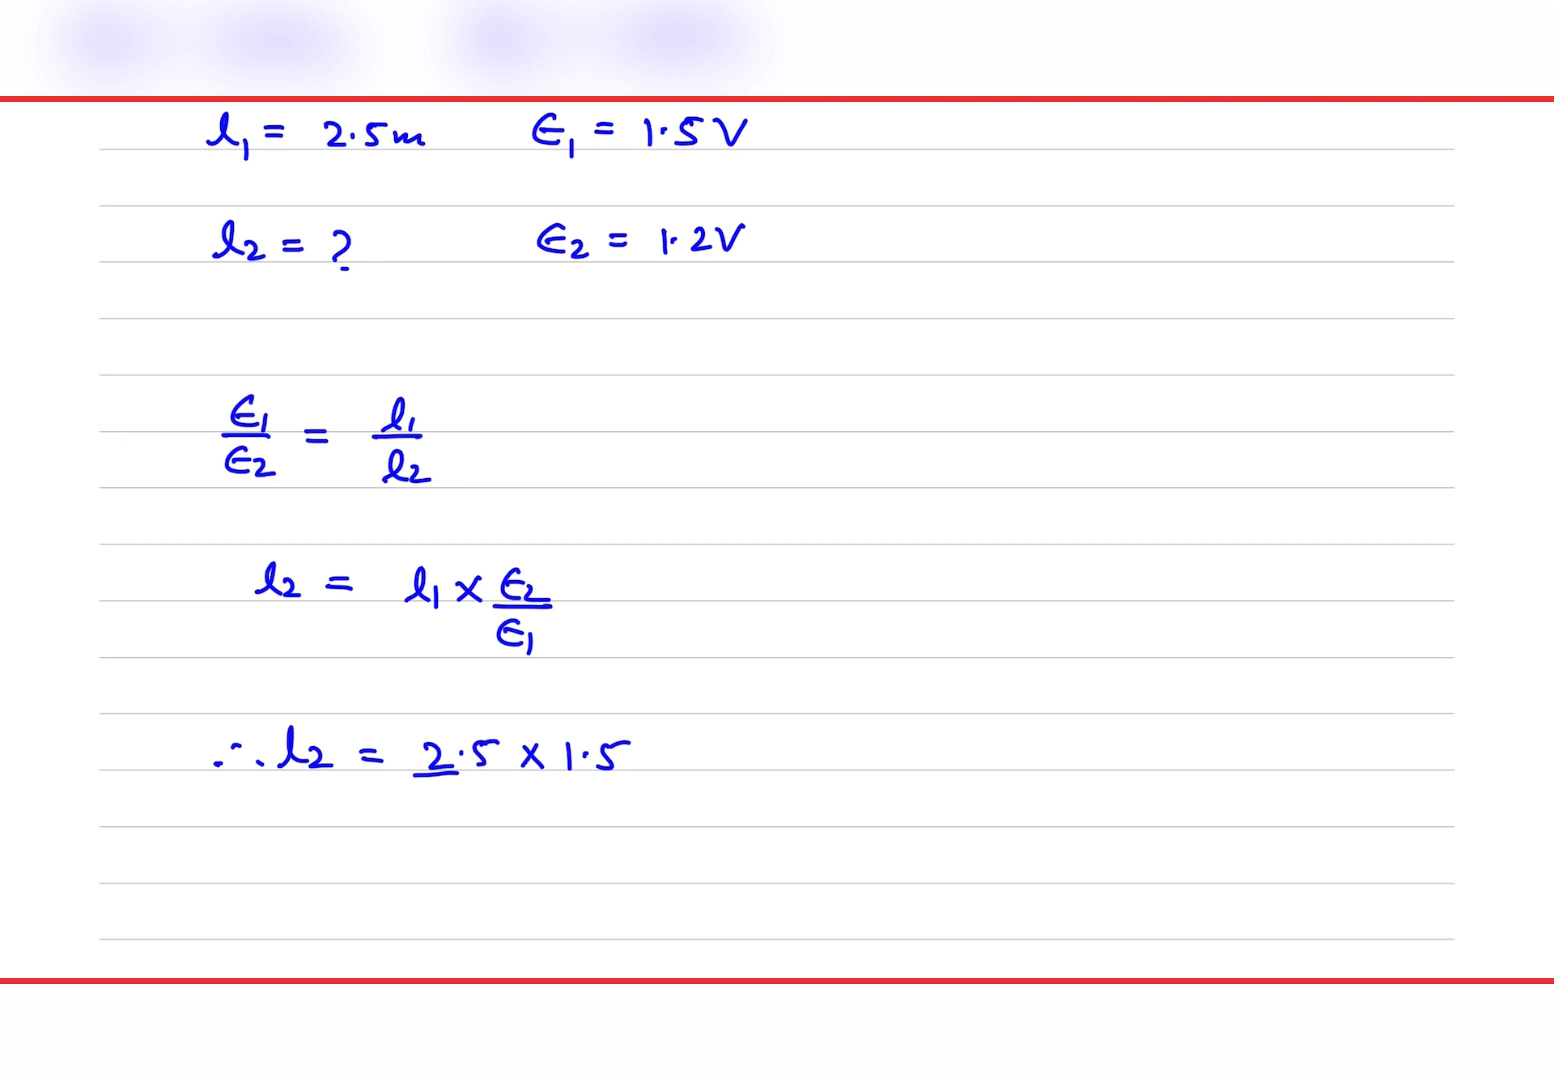 l₁ = 2.5m   ϵ₁ = 1.5 V
l₂ = ?   ϵ₂ = 1.2V
ϵ₁/ϵ₂ = l₁/l₂
l₂ = l₁ × ϵ₂/ϵ₁
∴ l₂ = 2.5 × 1.5